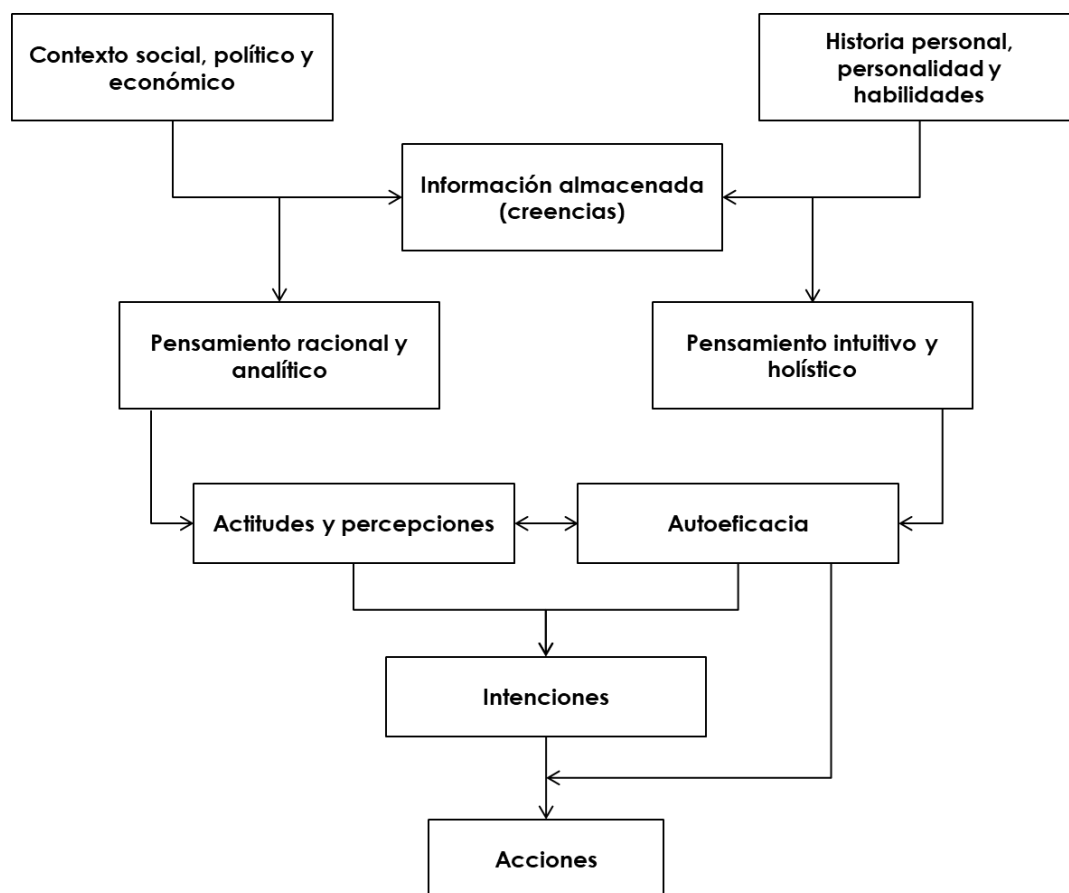 Contexto social, político y
económico
Historia personal,
personalidad y
habilidades
Información almacenada
(creencias)
Pensamiento racional y
analítico
Pensamiento intuitivo y
holístico
Actitudes y percepciones
Autoeficacia
Intenciones
Acciones